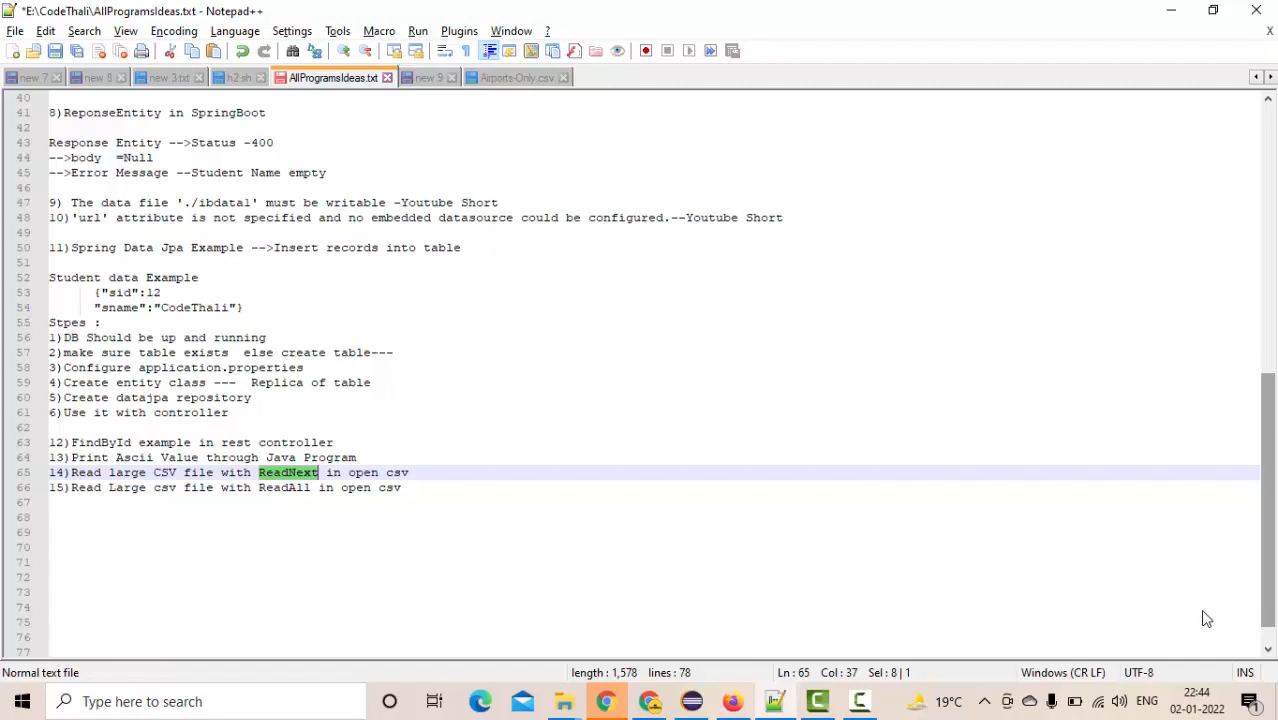 *E:\CodeThali\AllProgramsIdeas.txt - Notepad++
File Edit Search View Encoding Language Settings Tools Macro Run Plugins Window ? X
new 7 new 8 new 3.txt h2.sh AllProgramsIdeas.txt new 9 Airports-Only.csv
40
41 8)ReponseEntity in SpringBoot
42
43 Response Entity -->Status -400
44 -->body =Null
45 -->Error Message --Student Name empty
46
47 9) The data file './ibdata1' must be writable -Youtube Short
48 10)'url' attribute is not specified and no embedded datasource could be configured.--Youtube Short
49
50 11)Spring Data Jpa Example -->Insert records into table
51
52 Student data Example
53 {"sid":12
54 "sname":"CodeThali"}
55 Stpes :
56 1)DB Should be up and running
57 2)make sure table exists else create table---
58 3)Configure application.properties
59 4)Create entity class --- Replica of table
60 5)Create datajpa repository
61 6)Use it with controller
62
63 12)FindById example in rest controller
64 13)Print Ascii Value through Java Program
65 14)Read large CSV file with ReadNext in open csv
66 15)Read Large csv file with ReadAll in open csv
67
68
69
70
71
72
73
74
75
76
77
Normal text file length : 1,578 lines : 78 Ln : 65 Col : 37 Sel : 8 | 1 Windows (CR LF) UTF-8 INS
Type here to search 19°C ENG 22:44
02-01-2022 1